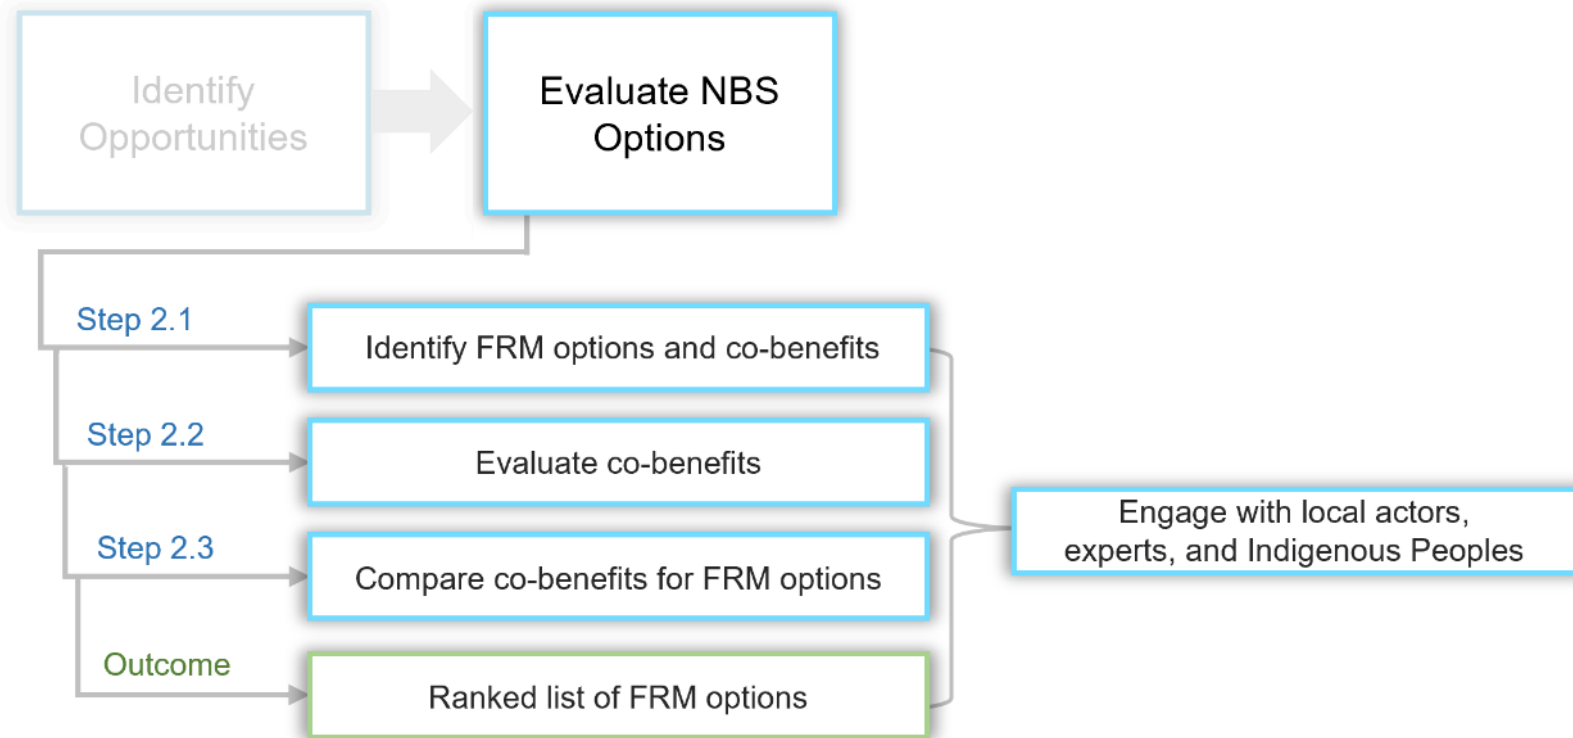 Identify
Opportunities
Evaluate NBS
Options
Step 2.1
Identify FRM options and co-benefits
Step 2.2
Evaluate co-benefits
Step 2.3
Compare co-benefits for FRM options
Outcome
Ranked list of FRM options
Engage with local actors,
experts, and Indigenous Peoples